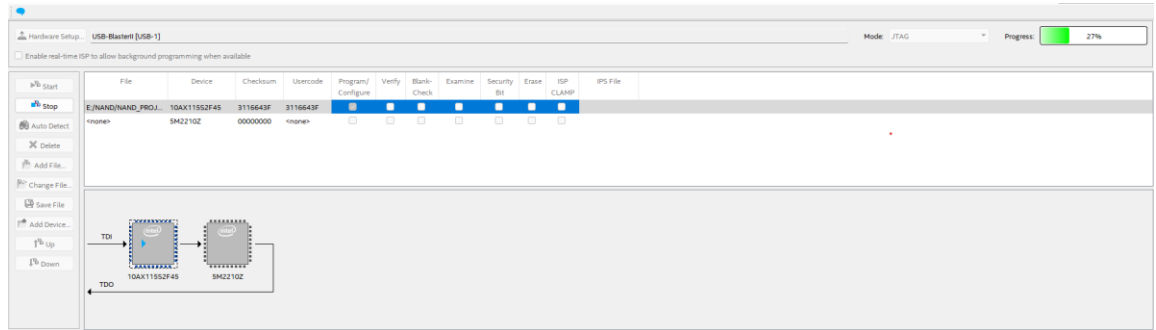 Hardware Setup... USB-BlasterII [USB-1] Mode: JTAG Progress: 27%
Enable real-time ISP to allow background programming when available
Start
Stop
Auto Detect
Delete
Add File...
Change File...
Save File
Add Device...
Up
Down
File Device Checksum Usercode Program/Configure Verify Blank-Check Examine Security Bit Erase ISP CLAMP IPS File
E:/NAND/NAND_PROJ... 10AX115S2F45 3116643F 3116643F
<none> 5M2210Z 00000000 <none>
TDI
intel
intel
10AX115S2F45 5M2210Z
TDO